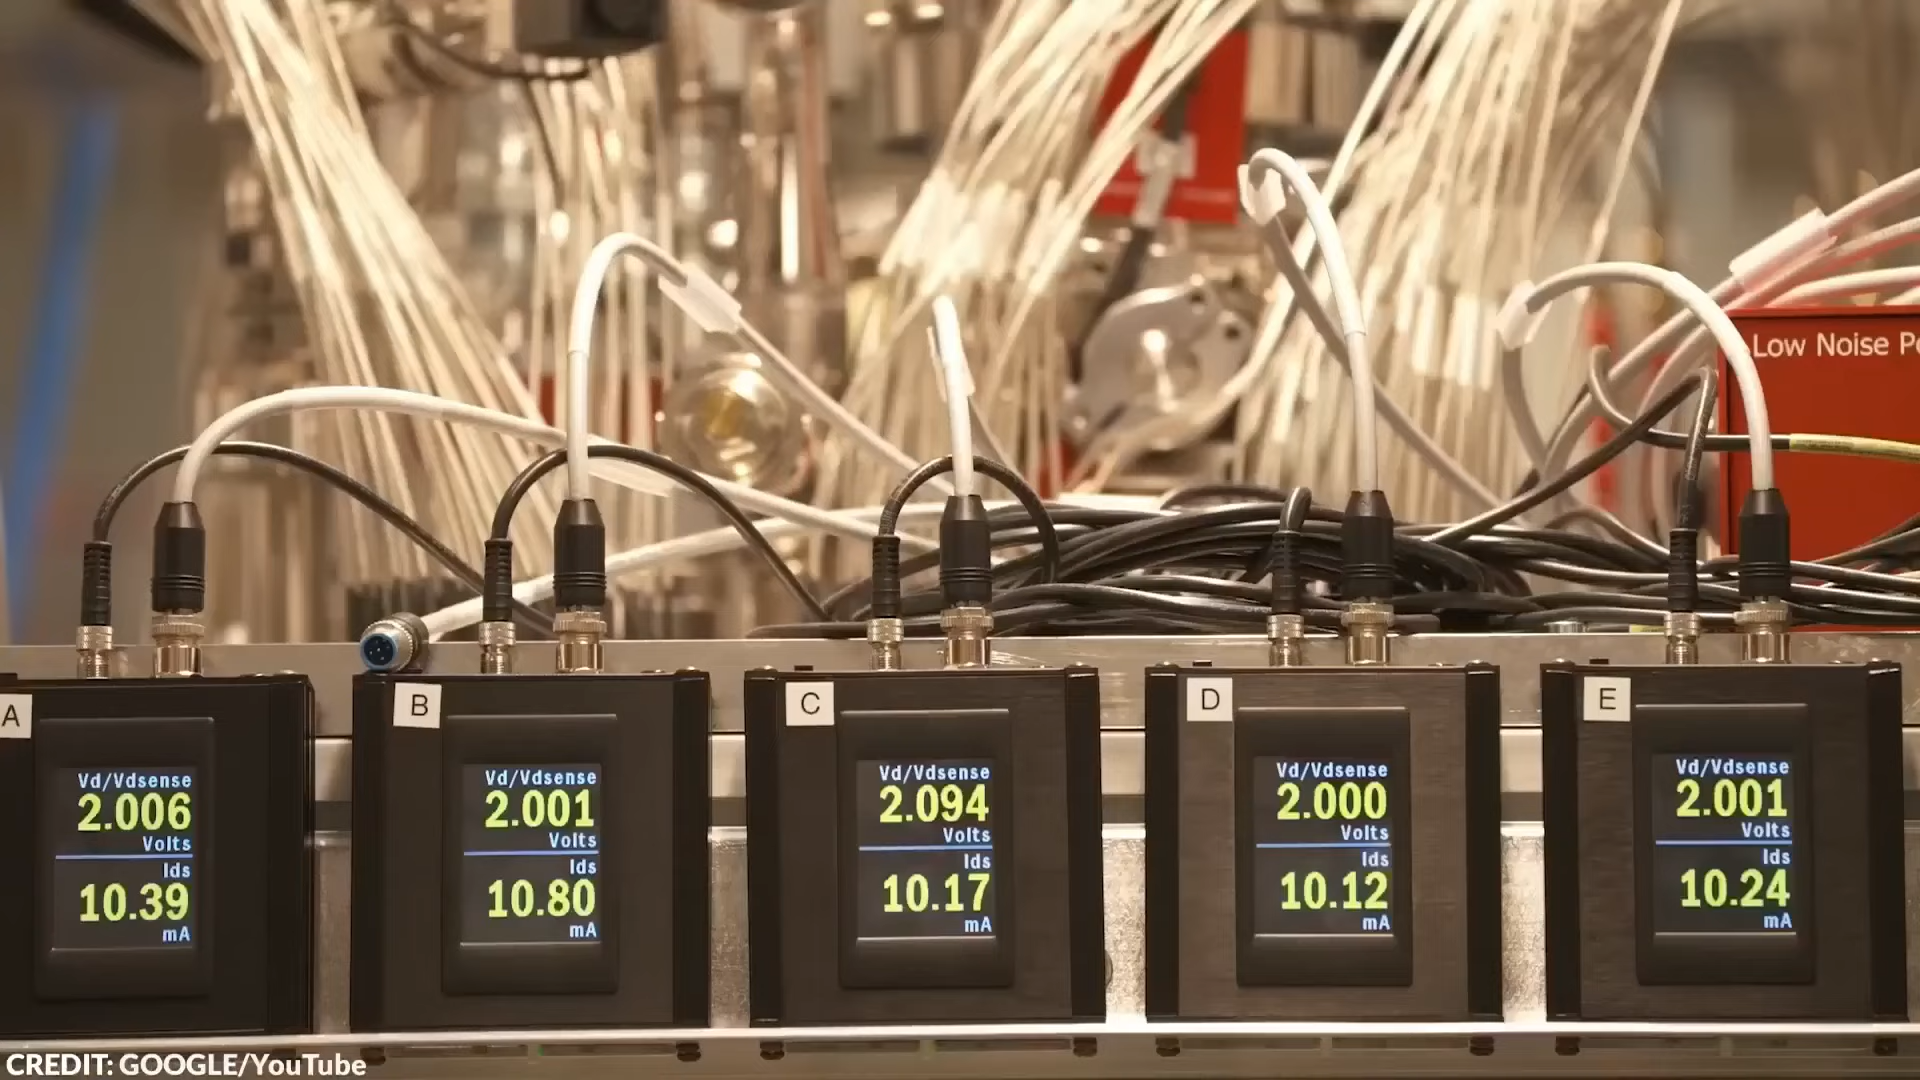 Low Noise
A
Vd/Vdsense
2.006
Volts
Ids
10.39
mA
B
Vd/Vdsense
2.001
Volts
Ids
10.80
mA
C
Vd/Vdsense
2.094
Volts
Ids
10.17
mA
D
Vd/Vdsense
2.000
Volts
Ids
10.12
mA
E
Vd/Vdsense
2.001
Volts
Ids
10.24
mA
CREDIT: GOOGLE/YouTube